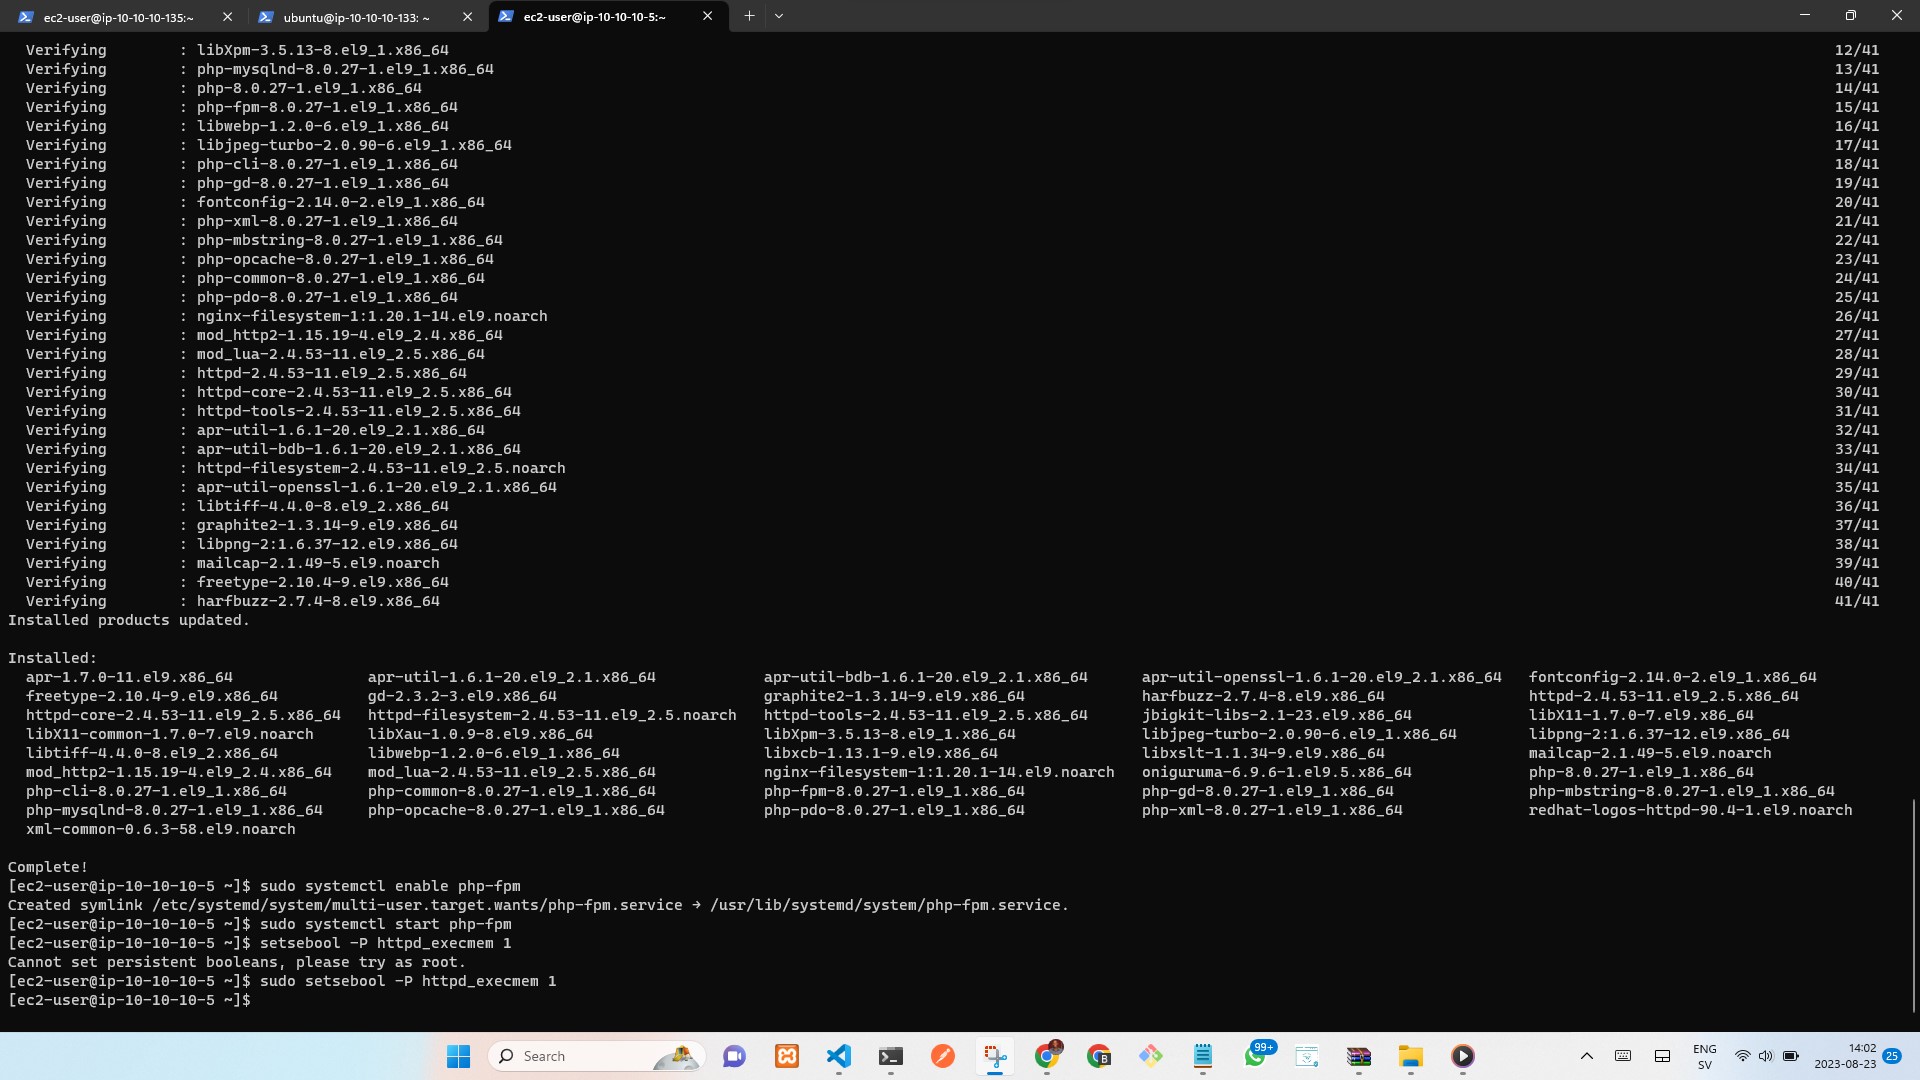 ec2-user@ip-10-10-10-135:~
ubuntu@ip-10-10-10-133: ~
ec2-user@ip-10-10-10-5:~
Verifying : libXpm-3.5.13-8.el9_1.x86_64 12/41
Verifying : php-mysqlnd-8.0.27-1.el9_1.x86_64 13/41
Verifying : php-8.0.27-1.el9_1.x86_64 14/41
Verifying : php-fpm-8.0.27-1.el9_1.x86_64 15/41
Verifying : libwebp-1.2.0-6.el9_1.x86_64 16/41
Verifying : libjpeg-turbo-2.0.90-6.el9_1.x86_64 17/41
Verifying : php-cli-8.0.27-1.el9_1.x86_64 18/41
Verifying : php-gd-8.0.27-1.el9_1.x86_64 19/41
Verifying : fontconfig-2.14.0-2.el9_1.x86_64 20/41
Verifying : php-xml-8.0.27-1.el9_1.x86_64 21/41
Verifying : php-mbstring-8.0.27-1.el9_1.x86_64 22/41
Verifying : php-opcache-8.0.27-1.el9_1.x86_64 23/41
Verifying : php-common-8.0.27-1.el9_1.x86_64 24/41
Verifying : php-pdo-8.0.27-1.el9_1.x86_64 25/41
Verifying : nginx-filesystem-1:1.20.1-14.el9.noarch 26/41
Verifying : mod_http2-1.15.19-4.el9_2.4.x86_64 27/41
Verifying : mod_lua-2.4.53-11.el9_2.5.x86_64 28/41
Verifying : httpd-2.4.53-11.el9_2.5.x86_64 29/41
Verifying : httpd-core-2.4.53-11.el9_2.5.x86_64 30/41
Verifying : httpd-tools-2.4.53-11.el9_2.5.x86_64 31/41
Verifying : apr-util-1.6.1-20.el9_2.1.x86_64 32/41
Verifying : apr-util-bdb-1.6.1-20.el9_2.1.x86_64 33/41
Verifying : httpd-filesystem-2.4.53-11.el9_2.5.noarch 34/41
Verifying : apr-util-openssl-1.6.1-20.el9_2.1.x86_64 35/41
Verifying : libtiff-4.4.0-8.el9_2.x86_64 36/41
Verifying : graphite2-1.3.14-9.el9.x86_64 37/41
Verifying : libpng-2:1.6.37-12.el9.x86_64 38/41
Verifying : mailcap-2.1.49-5.el9.noarch 39/41
Verifying : freetype-2.10.4-9.el9.x86_64 40/41
Verifying : harfbuzz-2.7.4-8.el9.x86_64 41/41
Installed products updated.
Installed:
apr-1.7.0-11.el9.x86_64 apr-util-1.6.1-20.el9_2.1.x86_64 apr-util-bdb-1.6.1-20.el9_2.1.x86_64 apr-util-openssl-1.6.1-20.el9_2.1.x86_64 fontconfig-2.14.0-2.el9_1.x86_64
freetype-2.10.4-9.el9.x86_64 gd-2.3.2-3.el9.x86_64 graphite2-1.3.14-9.el9.x86_64 harfbuzz-2.7.4-8.el9.x86_64 httpd-2.4.53-11.el9_2.5.x86_64
httpd-core-2.4.53-11.el9_2.5.x86_64 httpd-filesystem-2.4.53-11.el9_2.5.noarch httpd-tools-2.4.53-11.el9_2.5.x86_64 jbigkit-libs-2.1-23.el9.x86_64 libX11-1.7.0-7.el9.x86_64
libX11-common-1.7.0-7.el9.noarch libXau-1.0.9-8.el9.x86_64 libXpm-3.5.13-8.el9_1.x86_64 libjpeg-turbo-2.0.90-6.el9_1.x86_64 libpng-2:1.6.37-12.el9.x86_64
libtiff-4.4.0-8.el9_2.x86_64 libwebp-1.2.0-6.el9_1.x86_64 libxcb-1.13.1-9.el9.x86_64 libxslt-1.1.34-9.el9.x86_64 mailcap-2.1.49-5.el9.noarch
mod_http2-1.15.19-4.el9_2.4.x86_64 mod_lua-2.4.53-11.el9_2.5.x86_64 nginx-filesystem-1:1.20.1-14.el9.noarch oniguruma-6.9.6-1.el9.5.x86_64 php-8.0.27-1.el9_1.x86_64
php-cli-8.0.27-1.el9_1.x86_64 php-common-8.0.27-1.el9_1.x86_64 php-fpm-8.0.27-1.el9_1.x86_64 php-gd-8.0.27-1.el9_1.x86_64 php-mbstring-8.0.27-1.el9_1.x86_64
php-mysqlnd-8.0.27-1.el9_1.x86_64 php-opcache-8.0.27-1.el9_1.x86_64 php-pdo-8.0.27-1.el9_1.x86_64 php-xml-8.0.27-1.el9_1.x86_64 redhat-logos-httpd-90.4-1.el9.noarch
xml-common-0.6.3-58.el9.noarch
Complete!
[ec2-user@ip-10-10-10-5 ~]$ sudo systemctl enable php-fpm
Created symlink /etc/systemd/system/multi-user.target.wants/php-fpm.service → /usr/lib/systemd/system/php-fpm.service.
[ec2-user@ip-10-10-10-5 ~]$ sudo systemctl start php-fpm
[ec2-user@ip-10-10-10-5 ~]$ setsebool -P httpd_execmem 1
Cannot set persistent booleans, please try as root.
[ec2-user@ip-10-10-10-5 ~]$ sudo setsebool -P httpd_execmem 1
[ec2-user@ip-10-10-10-5 ~]$
Search
B
99+
ENG
SV
14:02
2023-08-23
25